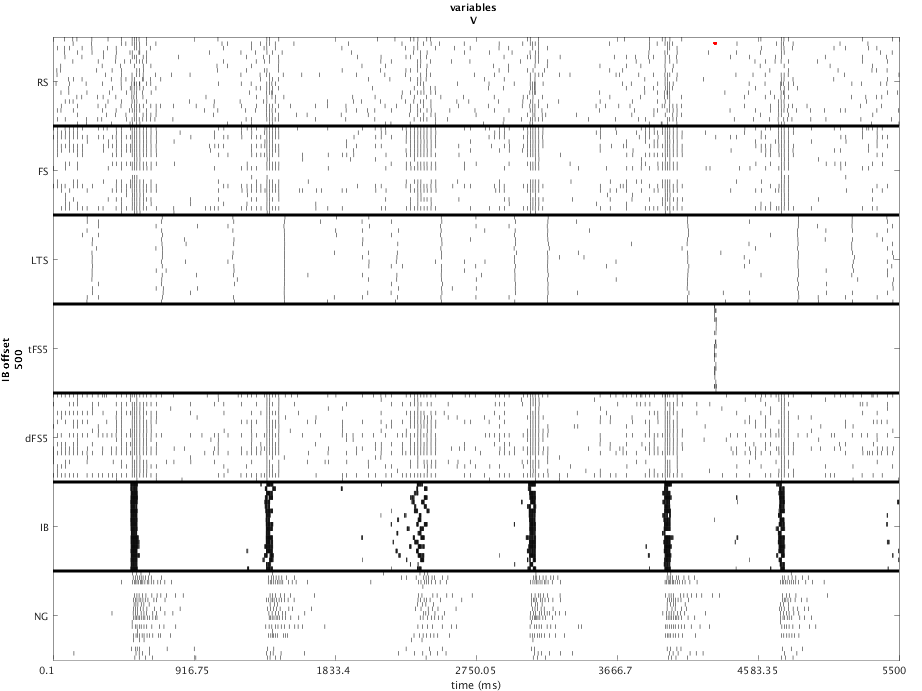 variables
V
RS
FS
LTS
tFS5
dFS5
IB
NG
IB offset
500
0.1 916.75 1833.4 2750.05 3666.7 4583.35 5500
time (ms)